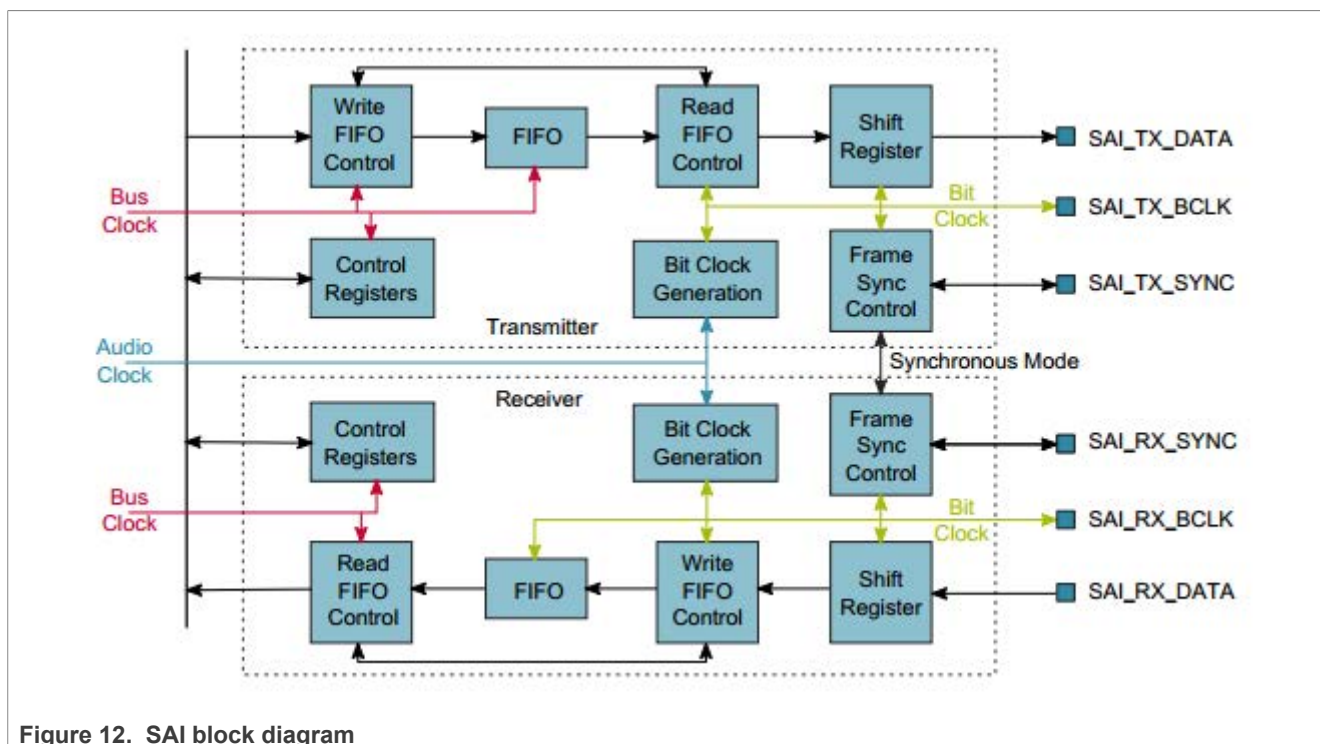 Write
FIFO
Control
FIFO
Read
FIFO
Control
Shift
Register
SAI_TX_DATA
Bus
Clock
Bit
Clock
SAI_TX_BCLK
Control
Registers
Bit Clock
Generation
Frame
Sync
Control
SAI_TX_SYNC
Transmitter
Audio
Clock
Synchronous Mode
Receiver
Control
Registers
Bit Clock
Generation
Frame
Sync
Control
SAI_RX_SYNC
Bus
Clock
Bit
Clock
SAI_RX_BCLK
Read
FIFO
Control
FIFO
Write
FIFO
Control
Shift
Register
SAI_RX_DATA
Figure 12. SAI block diagram